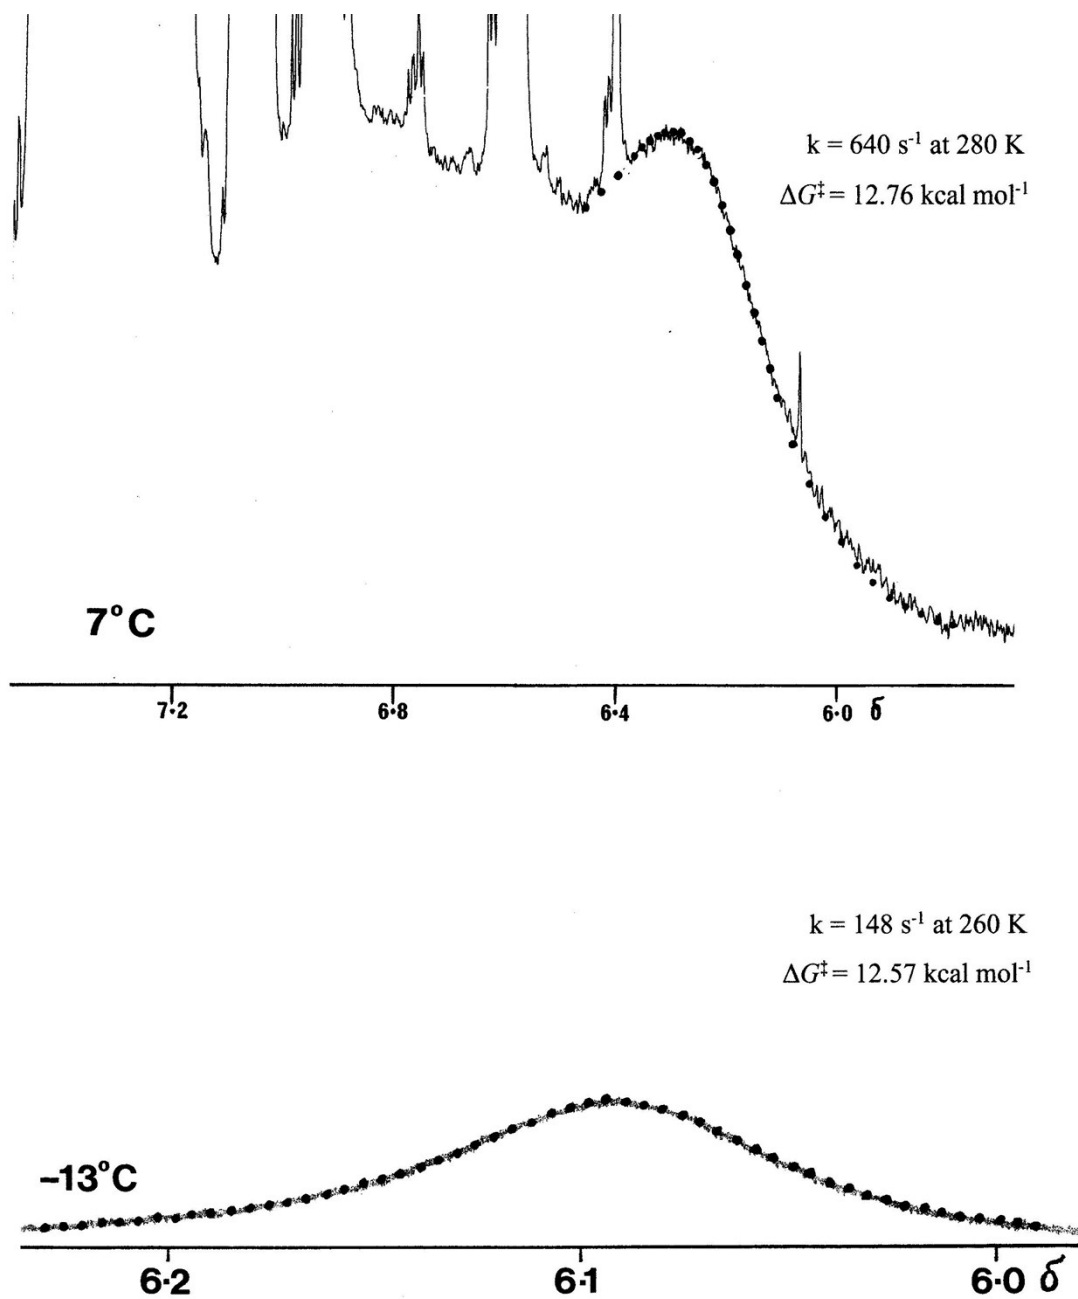 k = 640 s⁻¹ at 280 K
ΔG‡ = 12.76 kcal mol⁻¹
7°C
7·2 6·8 6·4 6·0 δ
k = 148 s⁻¹ at 260 K
ΔG‡ = 12.57 kcal mol⁻¹
–13°C
6·2 6·1 6·0 δ